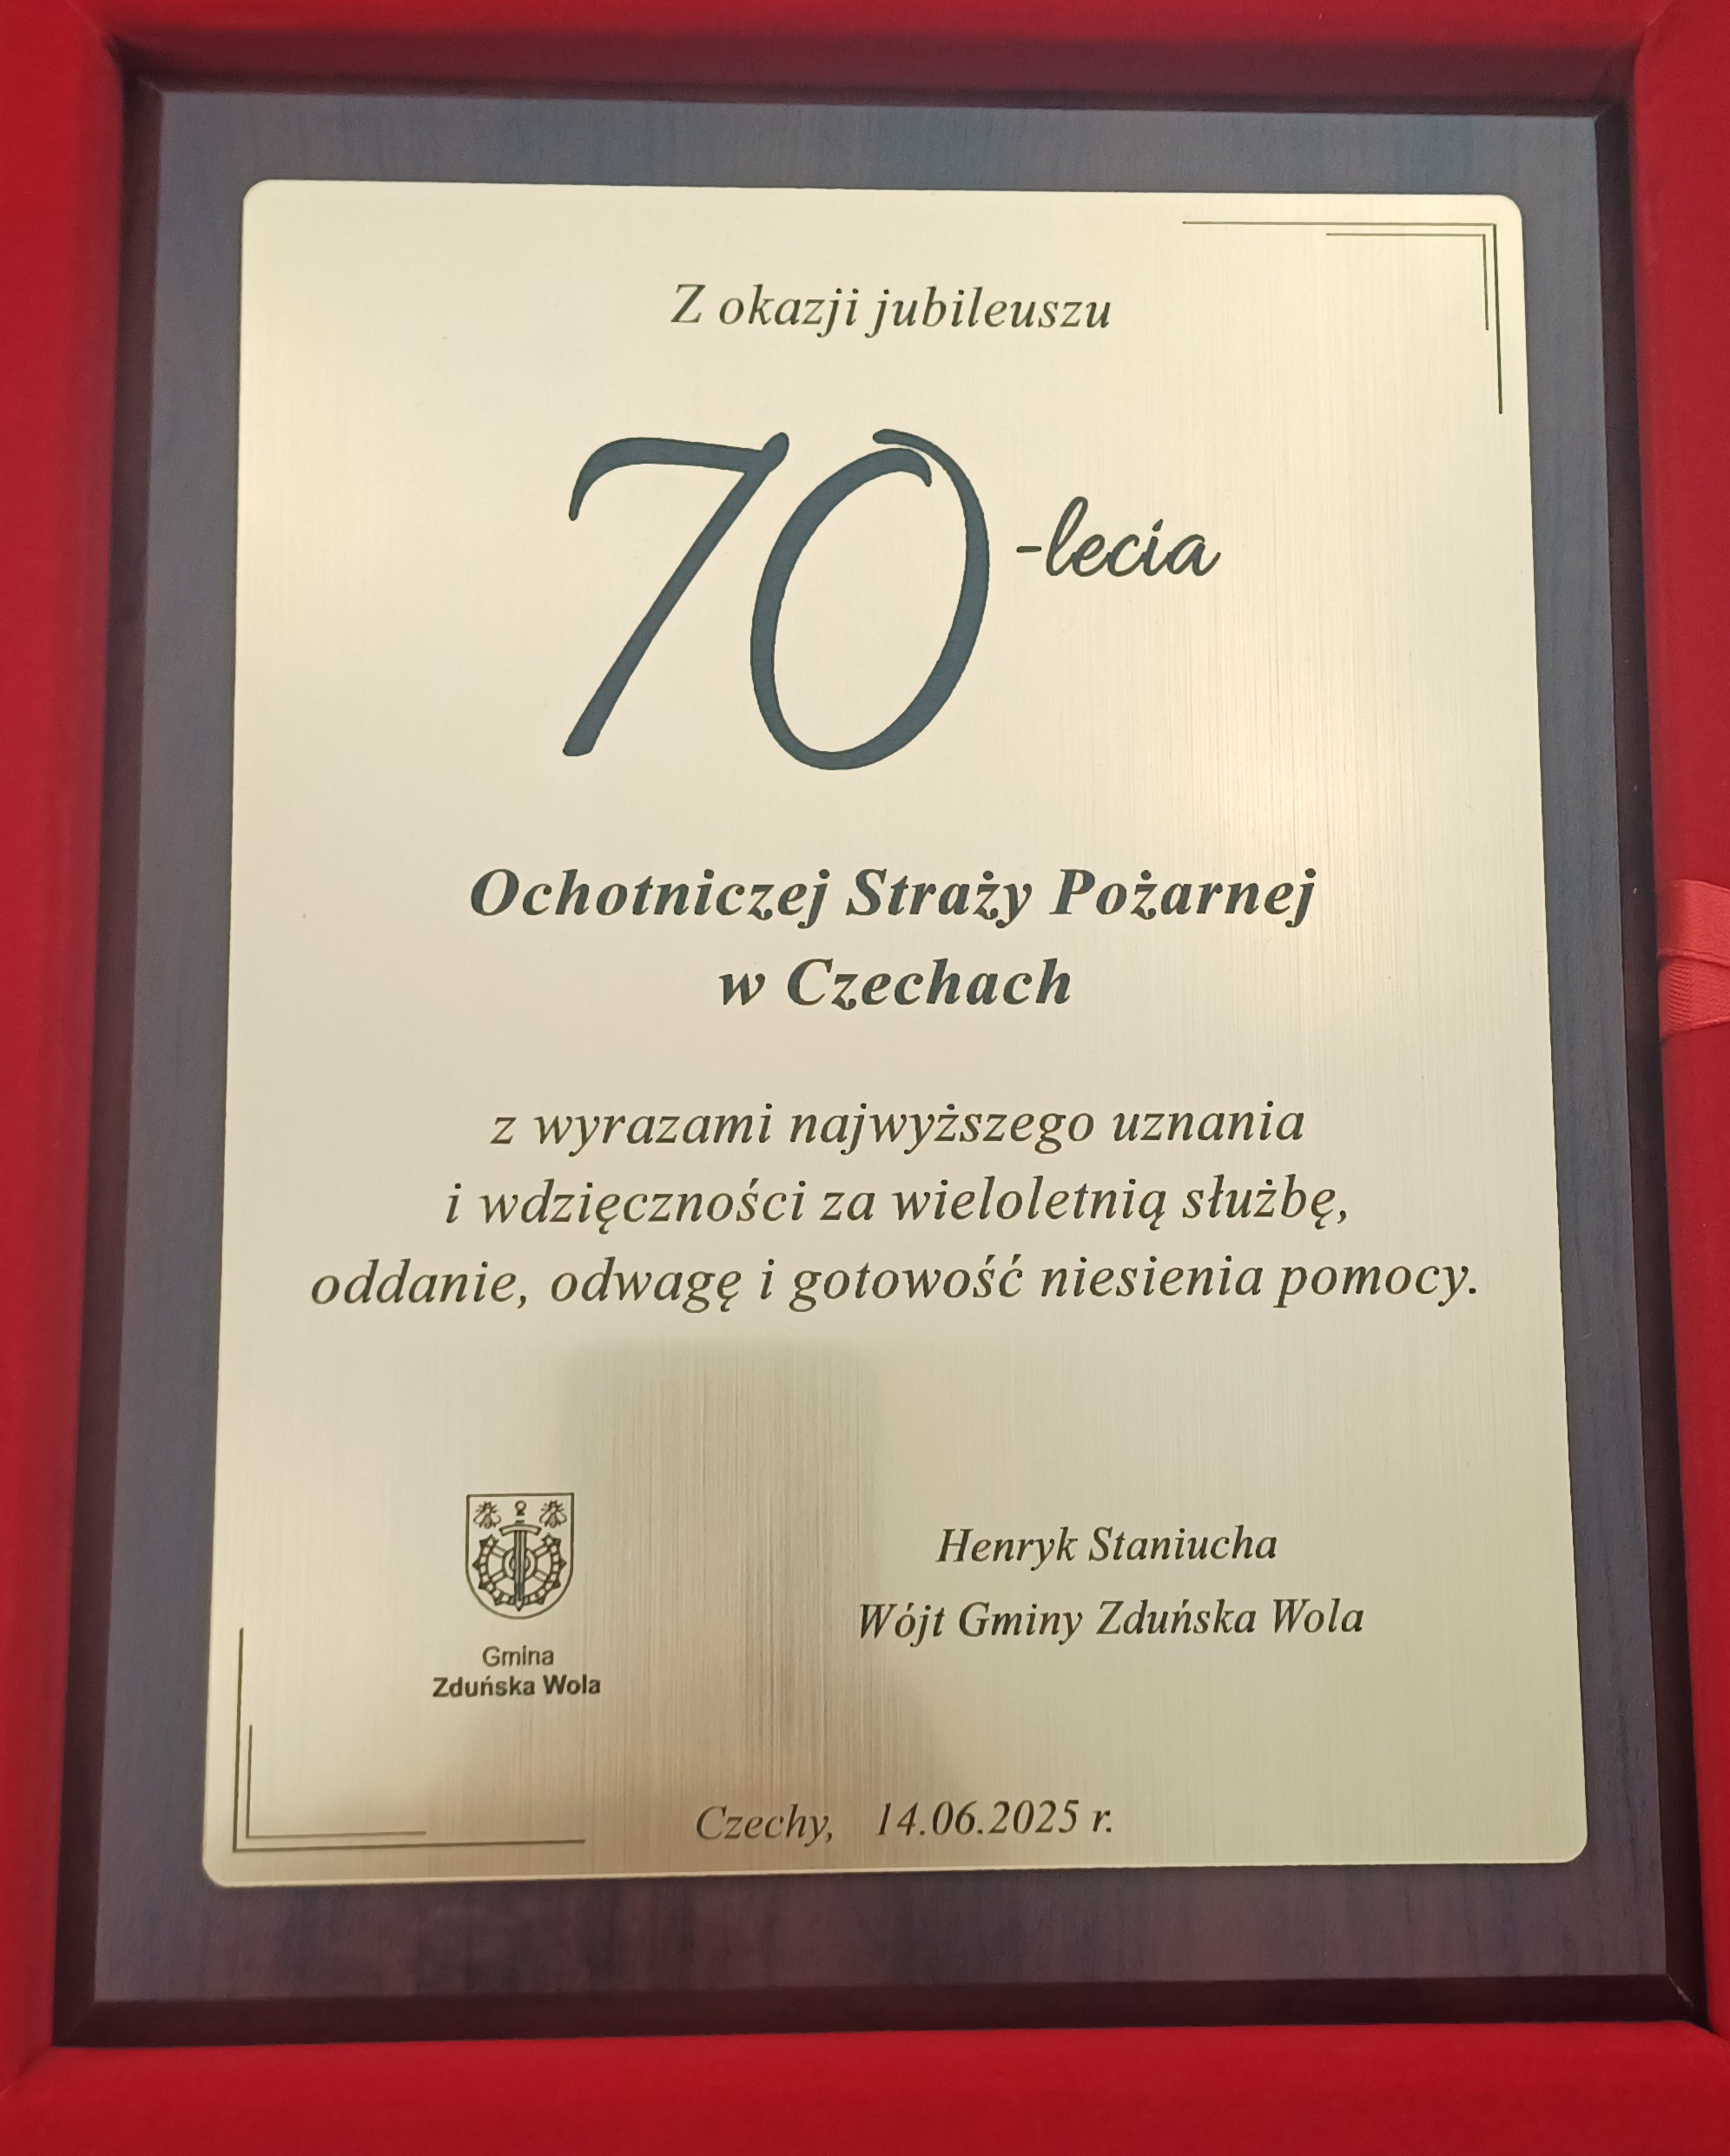 Z okazji jubileuszu
70 -lecia
Ochotniczej Straży Pożarnej
w Czechach
z wyrazami najwyższego uznania
i wdzięczności za wieloletnią służbę,
oddanie, odwagę i gotowość niesienia pomocy.
Henryk Staniucha
Wójt Gminy Zduńska Wola
Gmina
Zduńska Wola
Czechy, 14.06.2025 r.